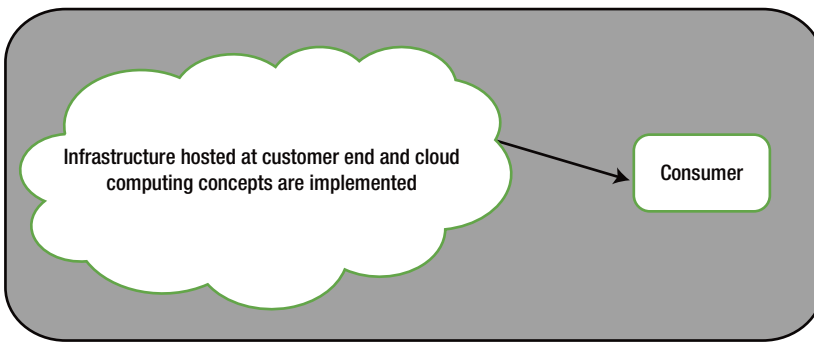 Infrastructure hosted at customer end and cloud
computing concepts are implemented
Consumer